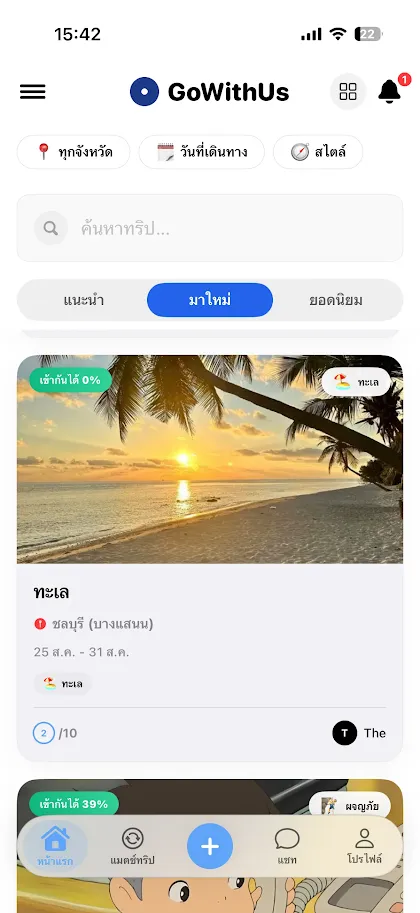 15:42
22
GoWithUs
1
ทุกจังหวัด
วันที่เดินทาง
สไตล์
ค้นหาทริป...
แนะนำ
มาใหม่
ยอดนิยม
เข้ากันได้ 0%
ทะเล
ทะเล
ชลบุรี (บางแสนน)
25 ส.ค. - 31 ส.ค.
ทะเล
2 /10
T The
เข้ากันได้ 39%
ผจญภัย
หน้าแรก
แมตช์ทริป
แชท
โปรไฟล์